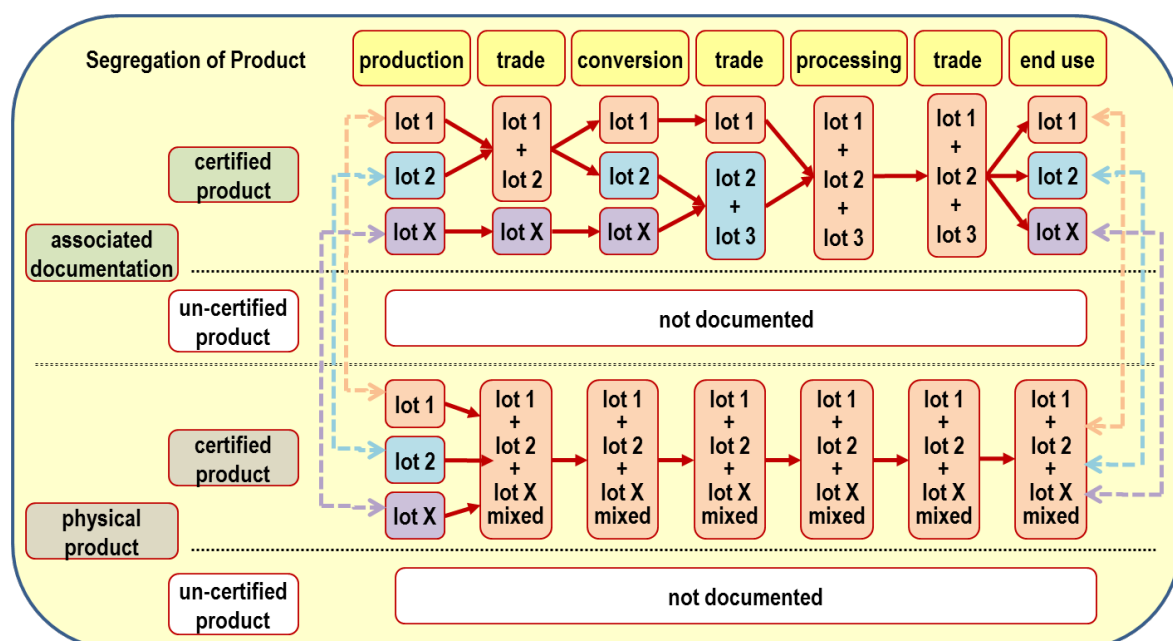 Segregation of Product
production
trade
conversion
trade
processing
trade
end use
associated
documentation
certified
product
lot 1
lot 2
lot X
lot 1
+
lot 2
lot X
lot 1
lot 2
lot X
lot 1
lot 2
+
lot 3
lot 1
+
lot 2
+
lot 3
lot 1
+
lot 2
+
lot 3
lot 1
lot 2
lot X
un-certified
product
not documented
physical
product
certified
product
lot 1
lot 2
lot X
lot 1
+
lot 2
+
lot X
mixed
lot 1
+
lot 2
+
lot X
mixed
lot 1
+
lot 2
+
lot X
mixed
lot 1
+
lot 2
+
lot X
mixed
lot 1
+
lot 2
+
lot X
mixed
lot 1
+
lot 2
+
lot X
mixed
un-certified
product
not documented